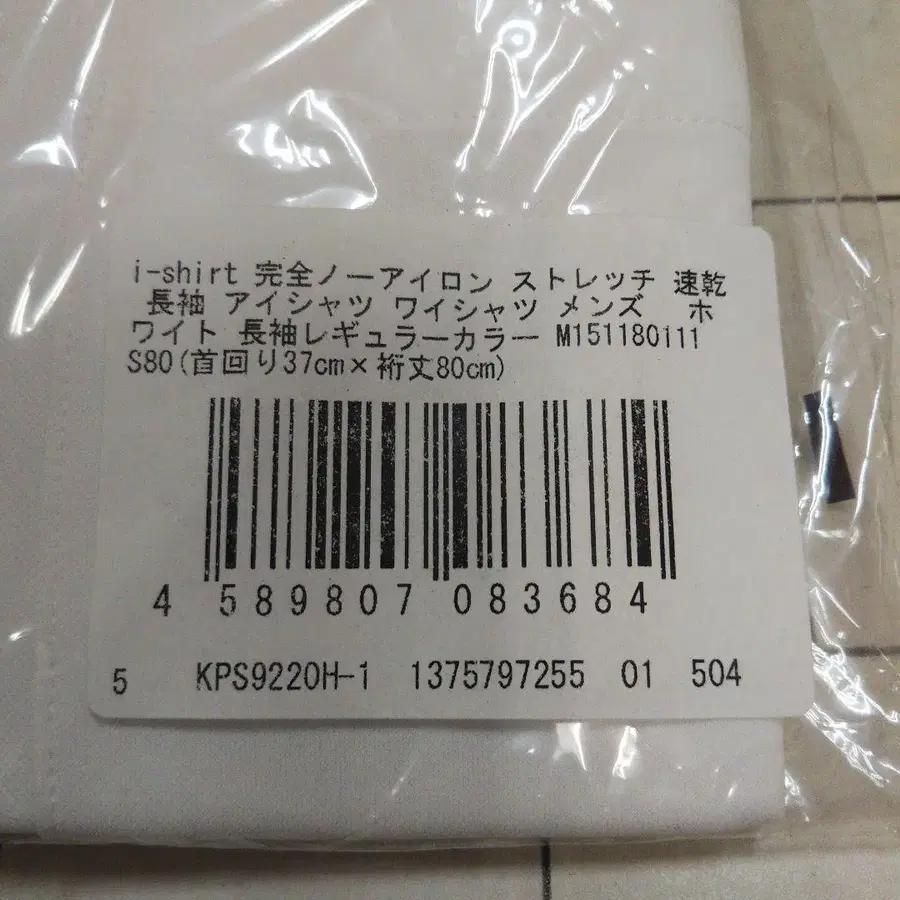 i-shirt 完全ノーアイロン ストレッチ 速乾
長袖 アイシャツ ワイシャツ メンズ ホ
ワイト 長袖レギュラーカラー M151180111
S80(首回り37cm×裄丈80cm)
4 589807 083684
5 KPS9220H-1 1375797255 01 504